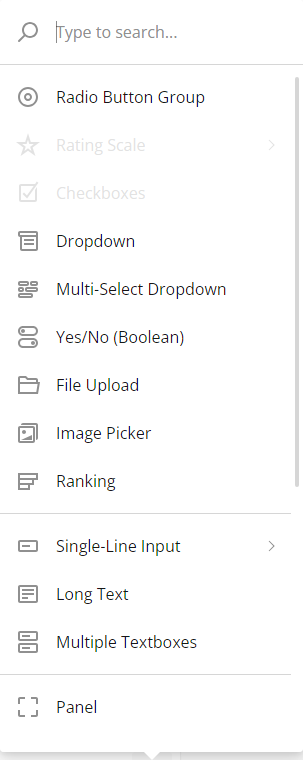 Type to search...
Radio Button Group
Rating Scale
Checkboxes
Dropdown
Multi-Select Dropdown
Yes/No (Boolean)
File Upload
Image Picker
Ranking
Single-Line Input
Long Text
Multiple Textboxes
Panel